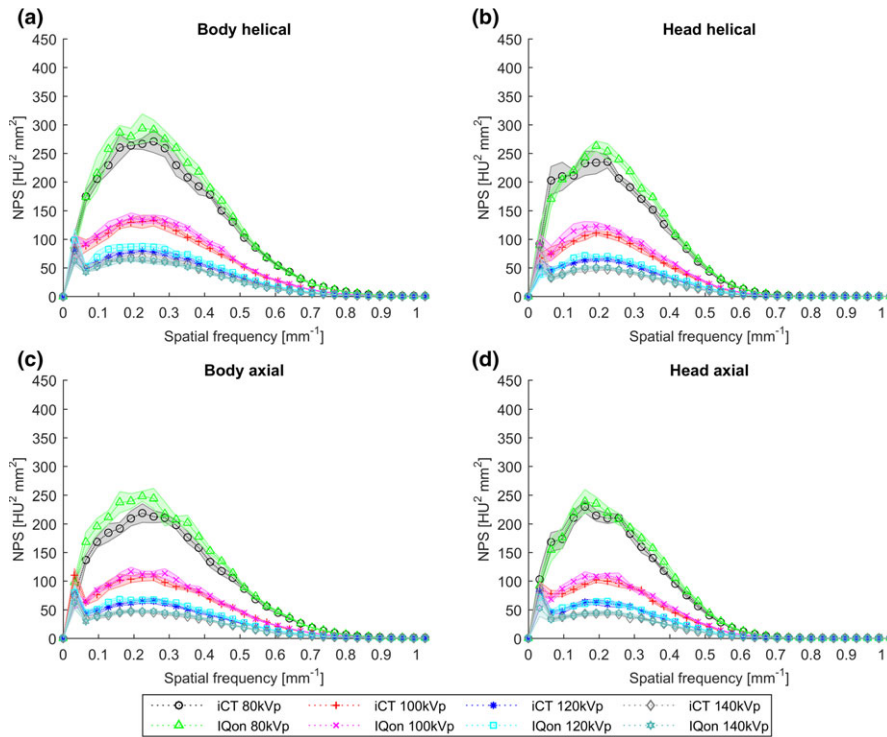 (a) Body helical
450
400
350
300
250
200
150
100
50
0
NPS [HU² mm²]
0 0.1 0.2 0.3 0.4 0.5 0.6 0.7 0.8 0.9 1
Spatial frequency [mm⁻¹]
(b) Head helical
450
400
350
300
250
200
150
100
50
0
NPS [HU² mm²]
0 0.1 0.2 0.3 0.4 0.5 0.6 0.7 0.8 0.9 1
Spatial frequency [mm⁻¹]
(c) Body axial
450
400
350
300
250
200
150
100
50
0
NPS [HU² mm²]
0 0.1 0.2 0.3 0.4 0.5 0.6 0.7 0.8 0.9 1
Spatial frequency [mm⁻¹]
(d) Head axial
450
400
350
300
250
200
150
100
50
0
NPS [HU² mm²]
0 0.1 0.2 0.3 0.4 0.5 0.6 0.7 0.8 0.9 1
Spatial frequency [mm⁻¹]
iCT 80kVp iCT 100kVp iCT 120kVp iCT 140kVp
IQon 80kVp IQon 100kVp IQon 120kVp IQon 140kVp